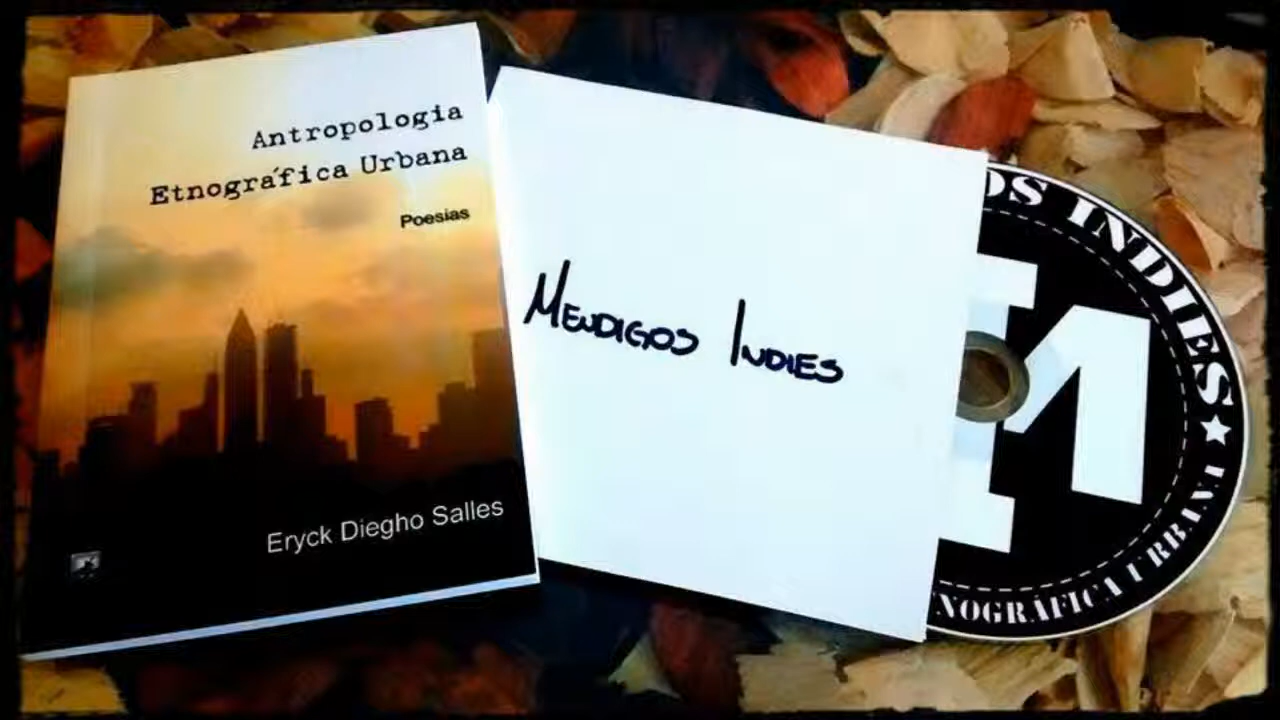 Antropologia
Etnográfica Urbana
Poesias
Eryck Diegho Salles
MENDIGOS INDIES
OS INDIES
NOGRÁFICA URBANA